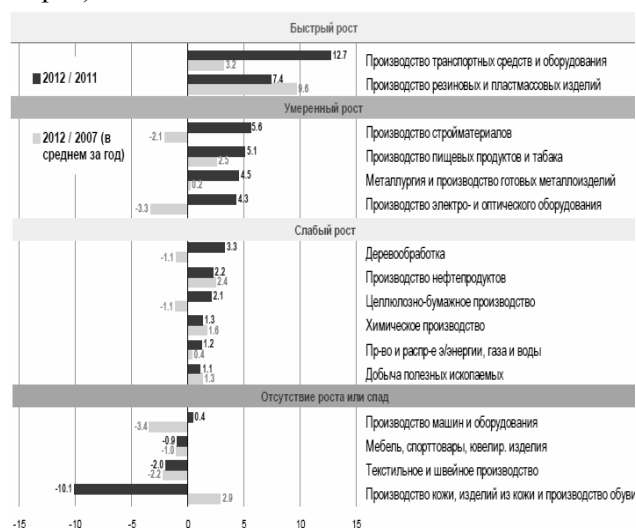 Быстрый рост
12.7
Производство транспортных средств и оборудования
3.2
2012 / 2011
7.4
Производство резиновых и пластмассовых изделий
9.6
Умеренный рост
2012 / 2007 (в
среднем за год)
5.6
Производство стройматериалов
-2.1
5.1
Производство пищевых продуктов и табака
2.5
4.5
Металлургия и производство готовых металлоизделий
0.2
4.3
Производство электро- и оптического оборудования
-3.3
Слабый рост
3.3
Деревообработка
-1.1
2.2
Производство нефтепродуктов
2.4
2.1
Целлюлозно-бумажное производство
-1.1
1.3
Химическое производство
1.6
1.2
Пр-во и распр-е э/энергии, газа и воды
0.4
1.1
Добыча полезных ископаемых
1.3
Отсутствие роста или спад
0.4
Производство машин и оборудования
-3.4
-0.9
Мебель, спорттовары, ювелир. изделия
-1.0
-2.0
Текстильное и швейное производство
-2.2
-10.1
Производство кожи, изделий из кожи и производство обуви
2.9
-15 -10 -5 0 5 10 15